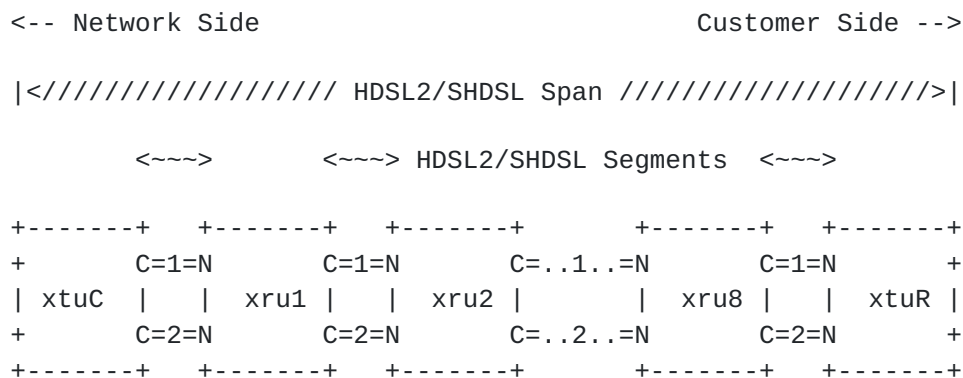 <-- Network Side                            Customer Side -->
|</////////////////// HDSL2/SHDSL Span ////////////////////>|
        <~~~>       <~~~> HDSL2/SHDSL Segments  <~~~>
+-------+   +-------+   +-------+       +-------+   +-------+
+       C=1=N       C=1=N       C=..1..=N       C=1=N       +
| xtuC  |   |  xru1 |   |  xru2 |       |  xru8 |   |  xtuR |
+       C=2=N       C=2=N       C=..2..=N       C=2=N       +
+-------+   +-------+   +-------+       +-------+   +-------+